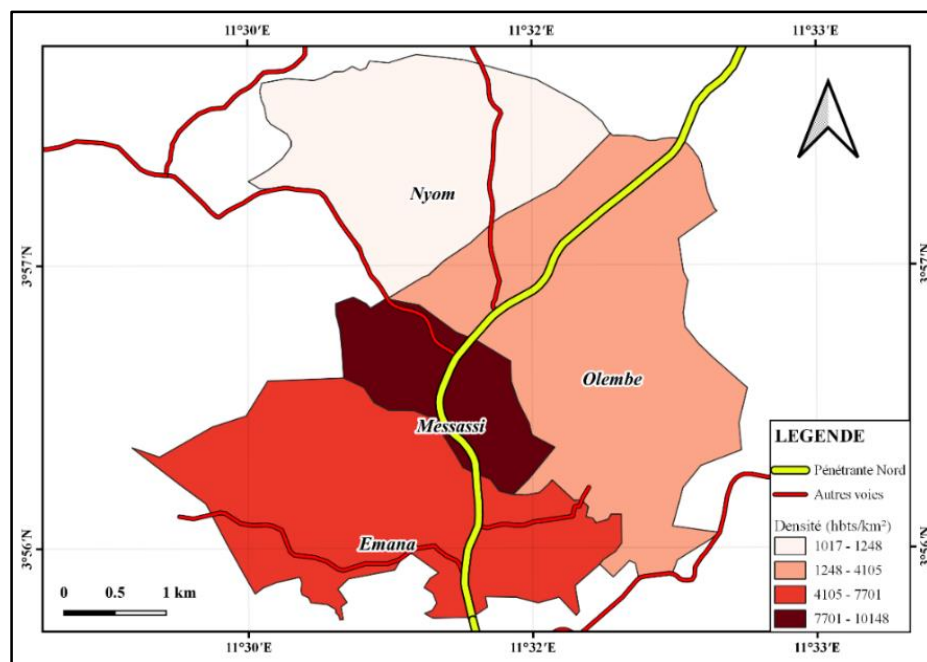 11°30'E 11°32'E 11°33'E
Nyom
3°57'N 3°57'N
Olembe
Messassi
LEGENDE
Pénétrante Nord
Autres voies
Densité (hbts/km²)
1017 - 1248
1248 - 4105
4105 - 7701
7701 - 10148
Emana
3°56'N 3°56'N
0 0.5 1 km
11°30'E 11°32'E 11°33'E